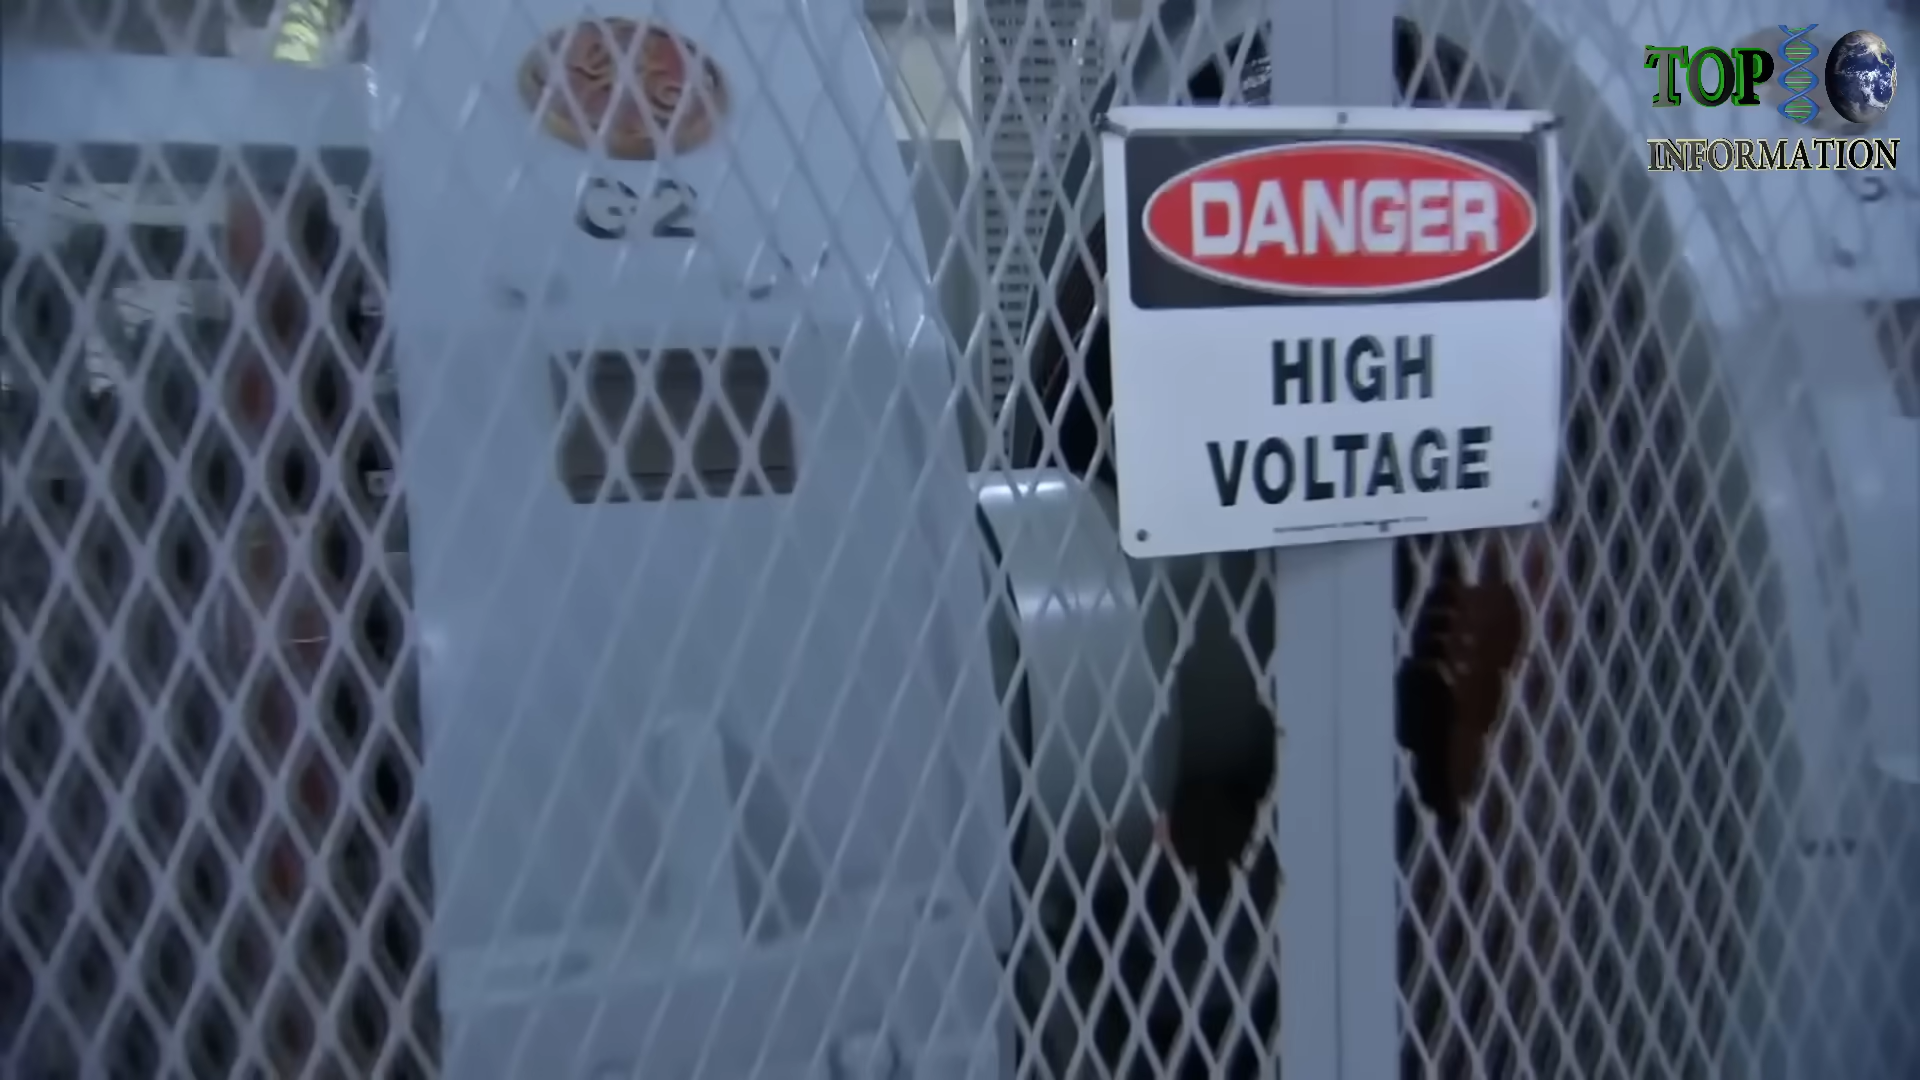 TOP
INFORMATION
G2
DANGER
HIGH
VOLTAGE